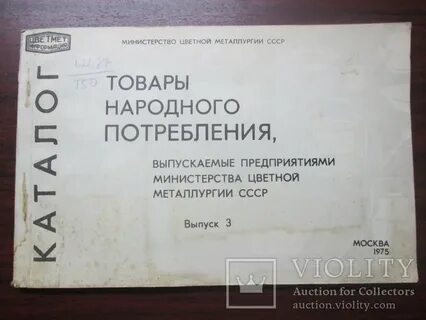 ЦВЕТМЕТ
ИНФОРМАЦИЯ
МИНИСТЕРСТВО ЦВЕТНОЙ МЕТАЛЛУРГИИ СССР
КАТАЛОГ
ТОВАРЫ
НАРОДНОГО
ПОТРЕБЛЕНИЯ,
ВЫПУСКАЕМЫЕ ПРЕДПРИЯТИЯМИ
МИНИСТЕРСТВА ЦВЕТНОЙ
МЕТАЛЛУРГИИ СССР
Выпуск 3
МОСКВА
1975
VIOLITY
Auction for Collectors
auction.violity.com